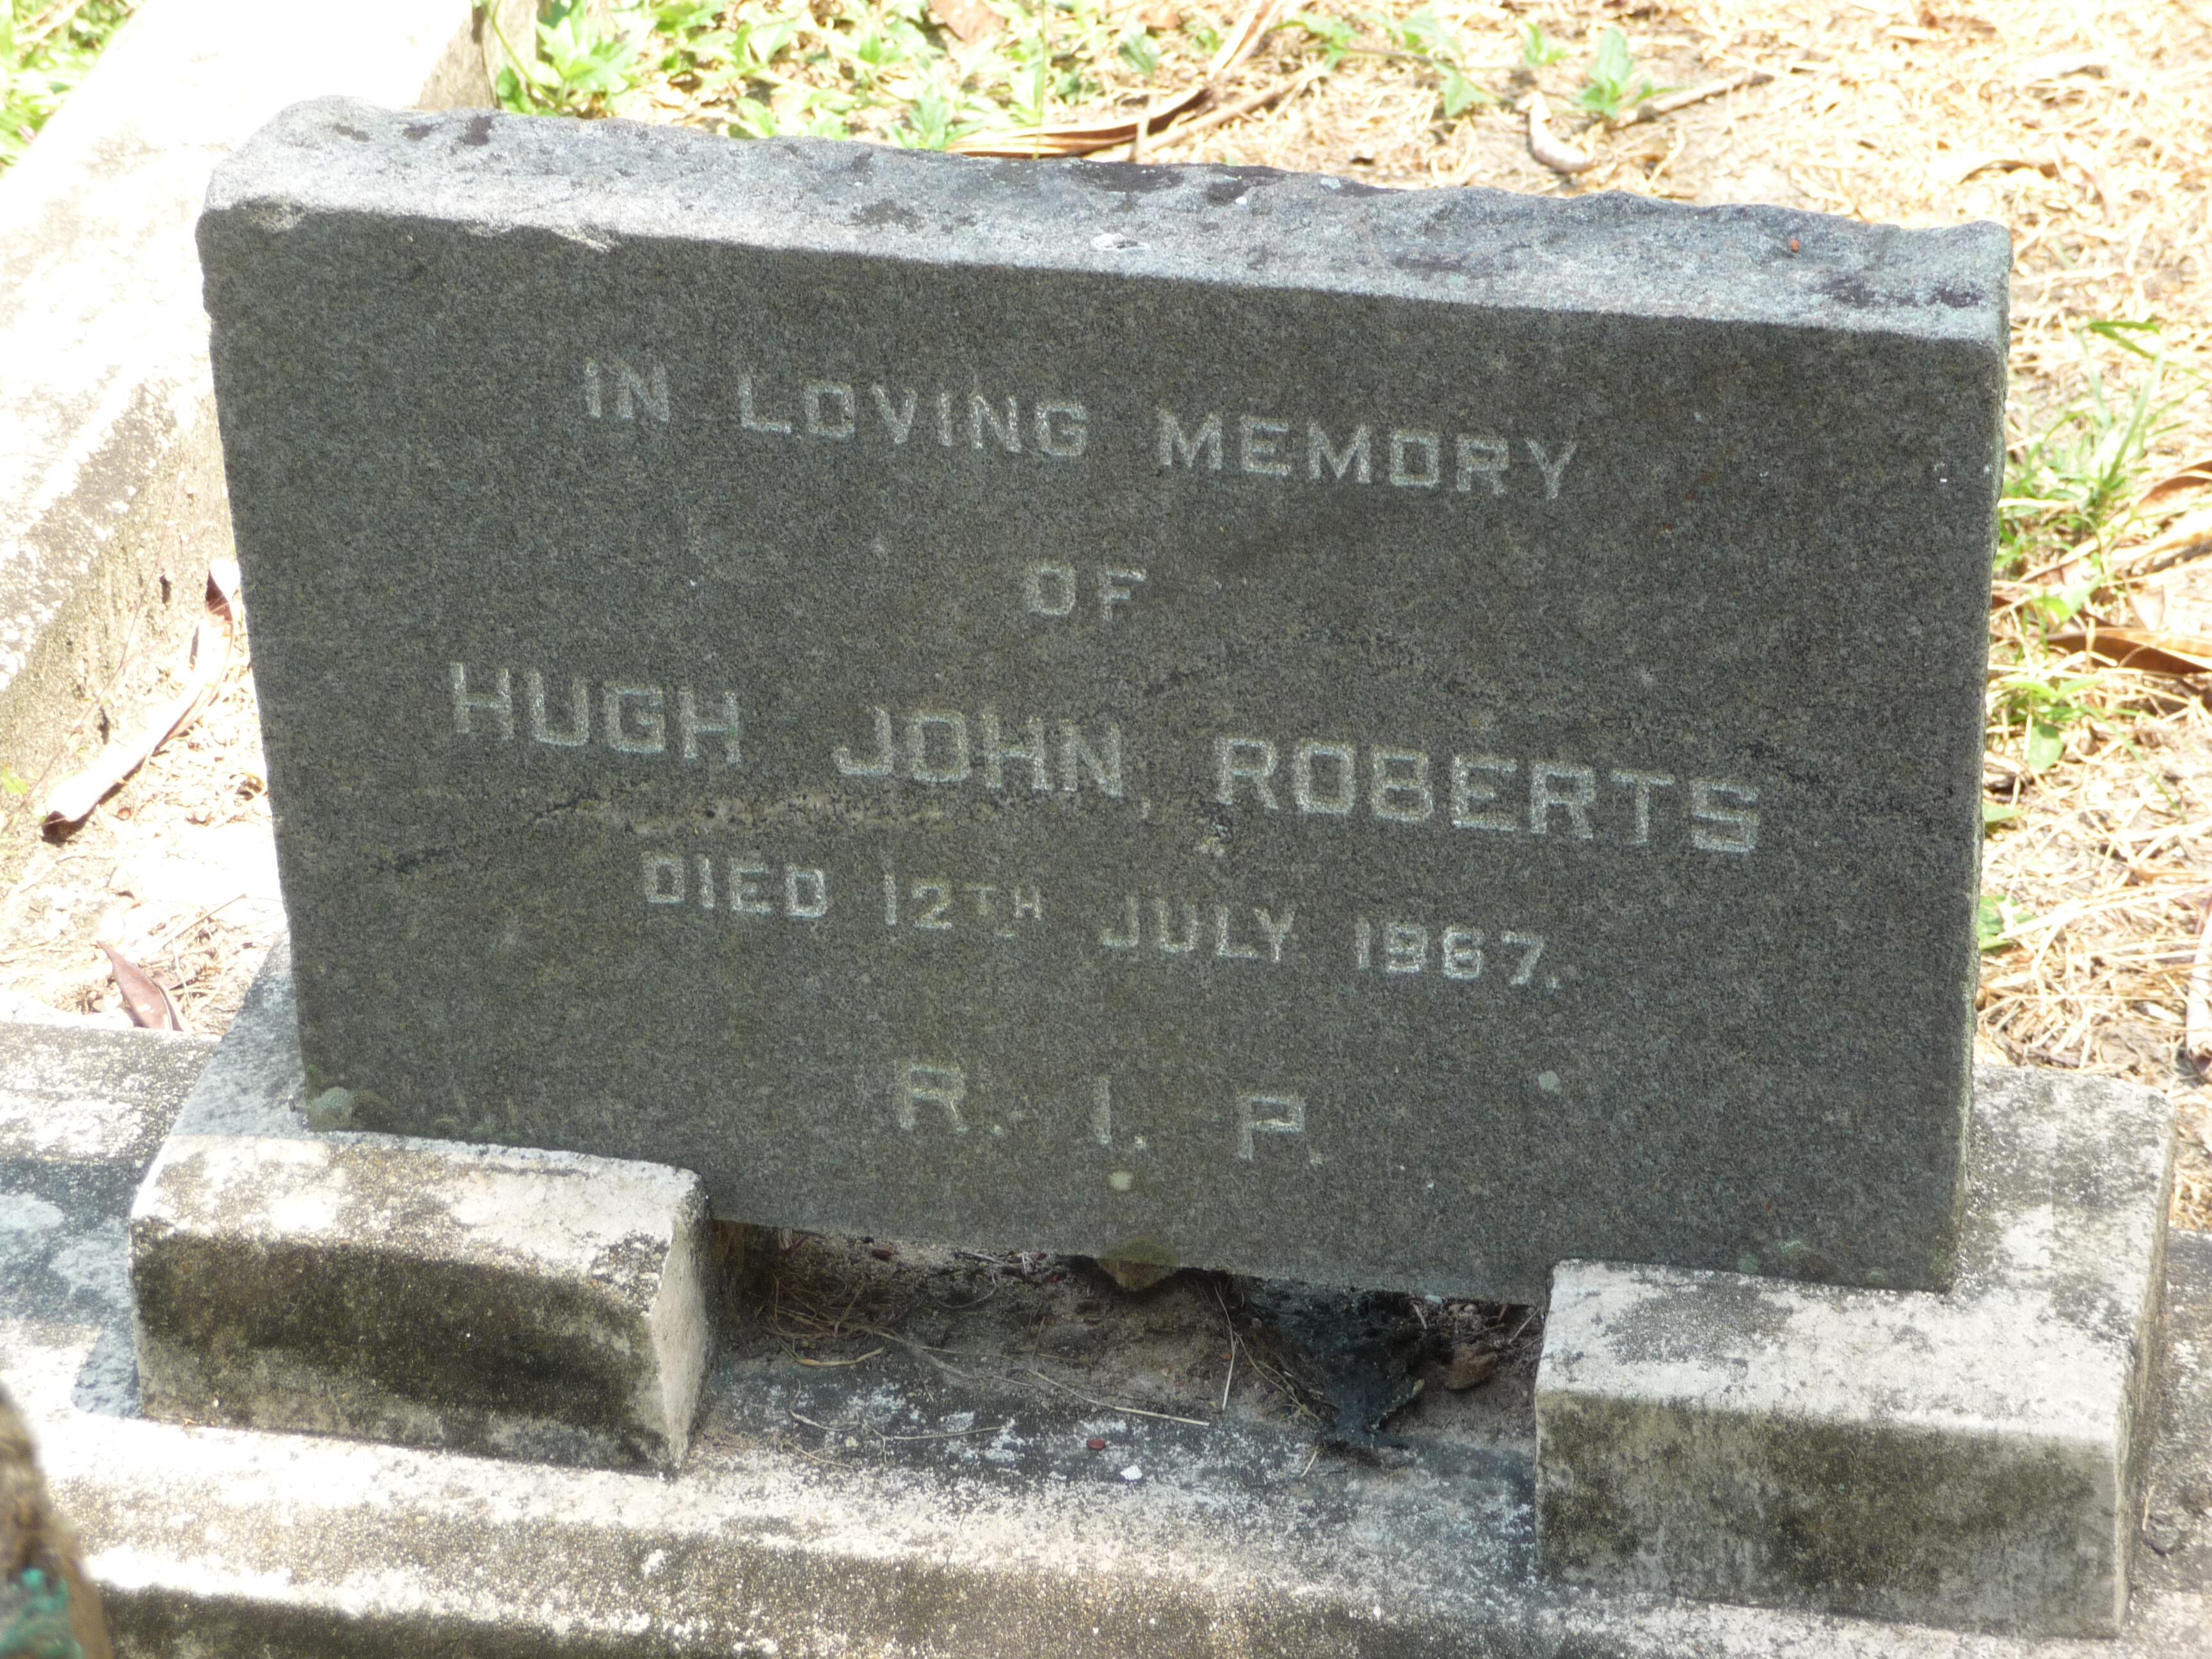 IN LOVING MEMORY
OF
HUGH JOHN, ROBERTS
DIED 12TH JULY 1967.
R. I. P.